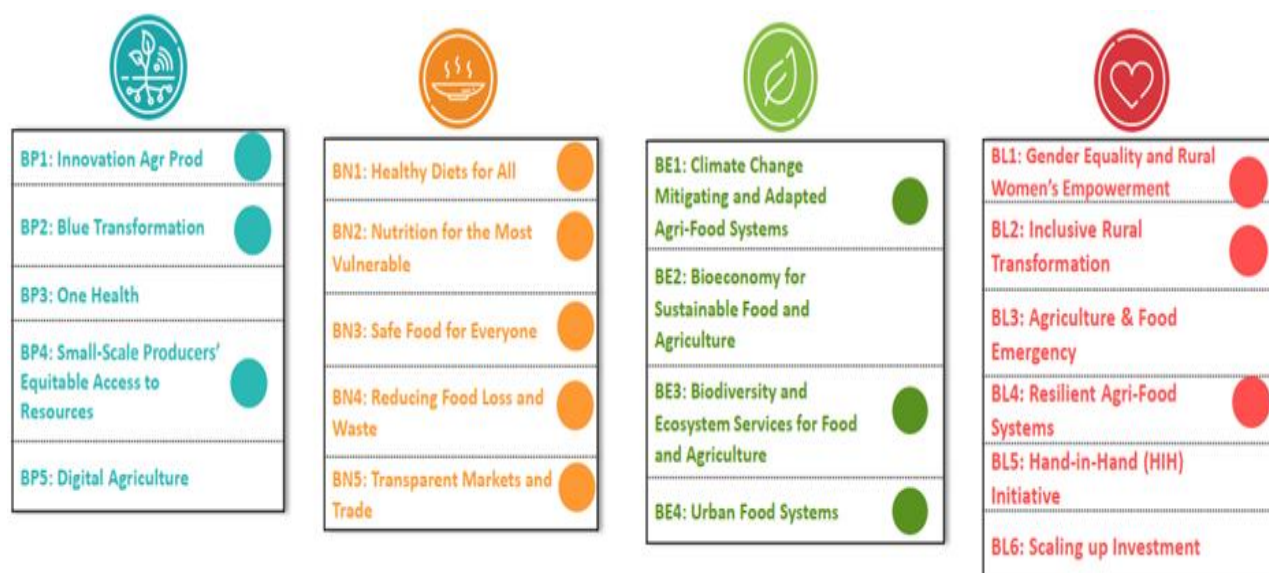 BP1: Innovation Agr Prod
BP2: Blue Transformation
BP3: One Health
BP4: Small-Scale Producers'
Equitable Access to
Resources
BP5: Digital Agriculture
BN1: Healthy Diets for All
BN2: Nutrition for the Most
Vulnerable
BN3: Safe Food for Everyone
BN4: Reducing Food Loss and
Waste
BN5: Transparent Markets and
Trade
BE1: Climate Change
Mitigating and Adapted
Agri-Food Systems
BE2: Bioeconomy for
Sustainable Food and
Agriculture
BE3: Biodiversity and
Ecosystem Services for Food
and Agriculture
BE4: Urban Food Systems
BL1: Gender Equality and Rural
Women's Empowerment
BL2: Inclusive Rural
Transformation
BL3: Agriculture & Food
Emergency
BL4: Resilient Agri-Food
Systems
BL5: Hand-in-Hand (HIH)
Initiative
BL6: Scaling up Investment